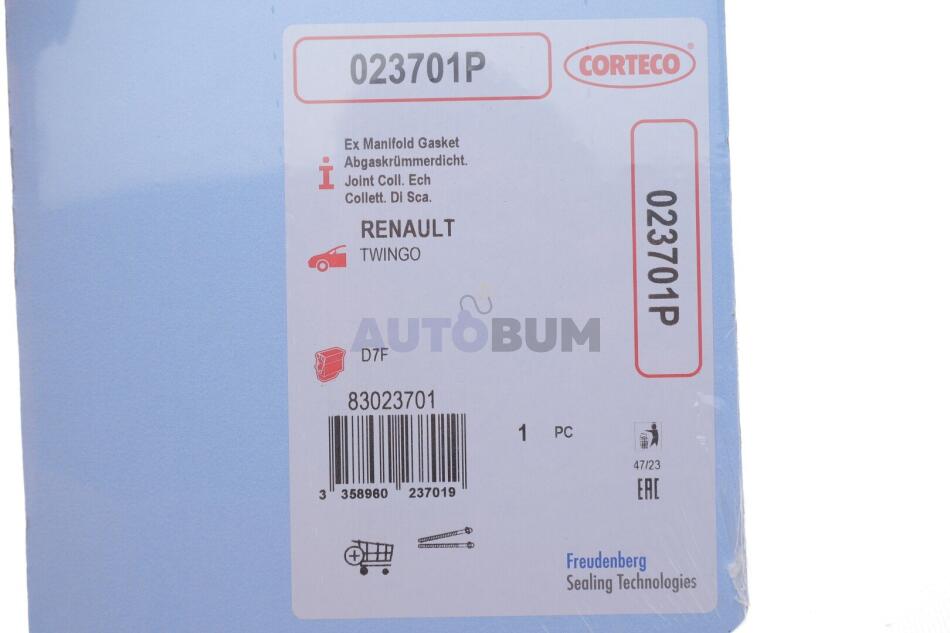 023701P
CORTECO
Ex Manifold Gasket
Abgaskrümmerdicht.
Joint Coll. Ech
Collett. Di Sca.
RENAULT
TWINGO
023701P
AUTOBUM
D7F
83023701
1 PC
3 358960 237019
47/23
EAC
Freudenberg
Sealing Technologies